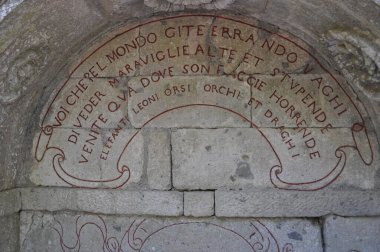 VOI CHE PEL MONDO GITE ERRANDO VAGHI
DI VEDER MARAVIGLIE ALTE ET STUPENDE
VENITE QUA DOVE SON FACCIE HORRENDE
ELEFANTI LEONI ORSI ORCHI ET DRAGHI